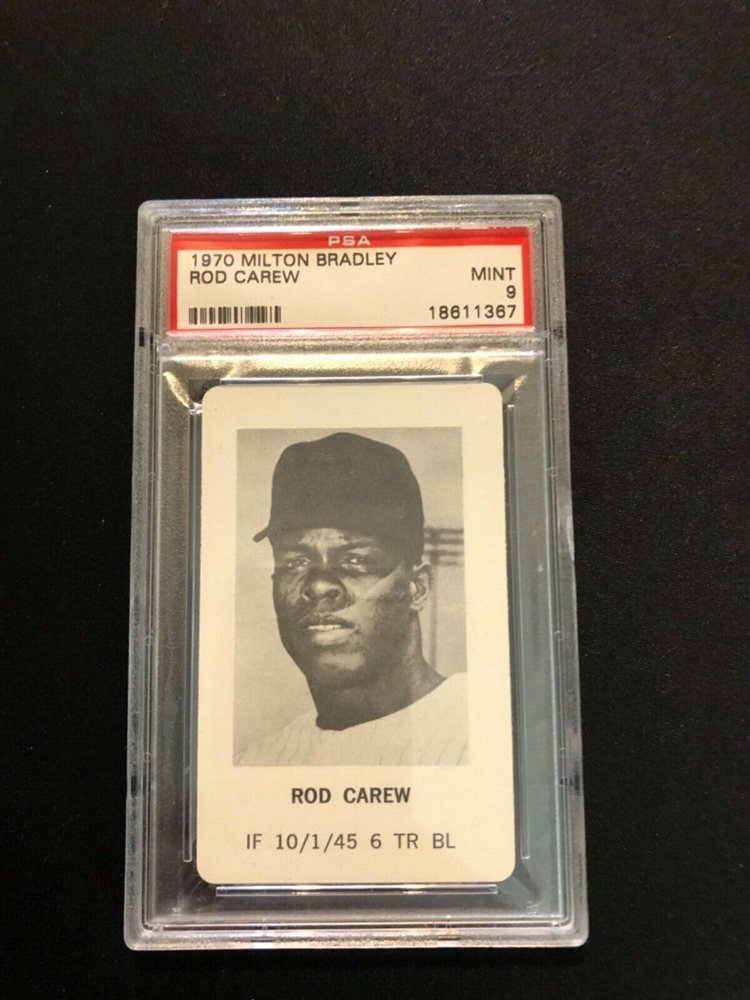 PSA
1970 MILTON BRADLEY
ROD CAREW MINT
9
18611367
ROD CAREW
IF 10/1/45 6 TR BL